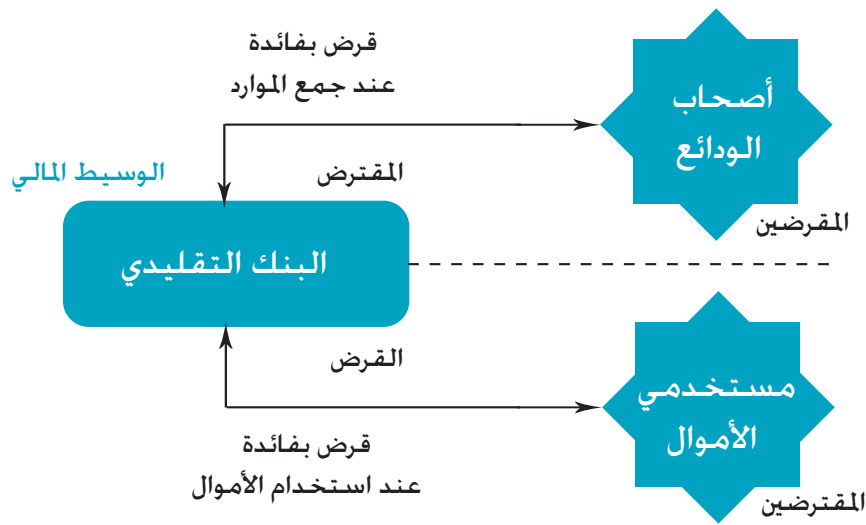 قرض بفائدة
عند جمع الموارد
أصحاب
الودائع
المقترض
الوسيط المالي
المقرضين
البنك التقليدي
القرض
مستخدمي
الأموال
قرض بفائدة
عند استخدام الأموال
المقترضين